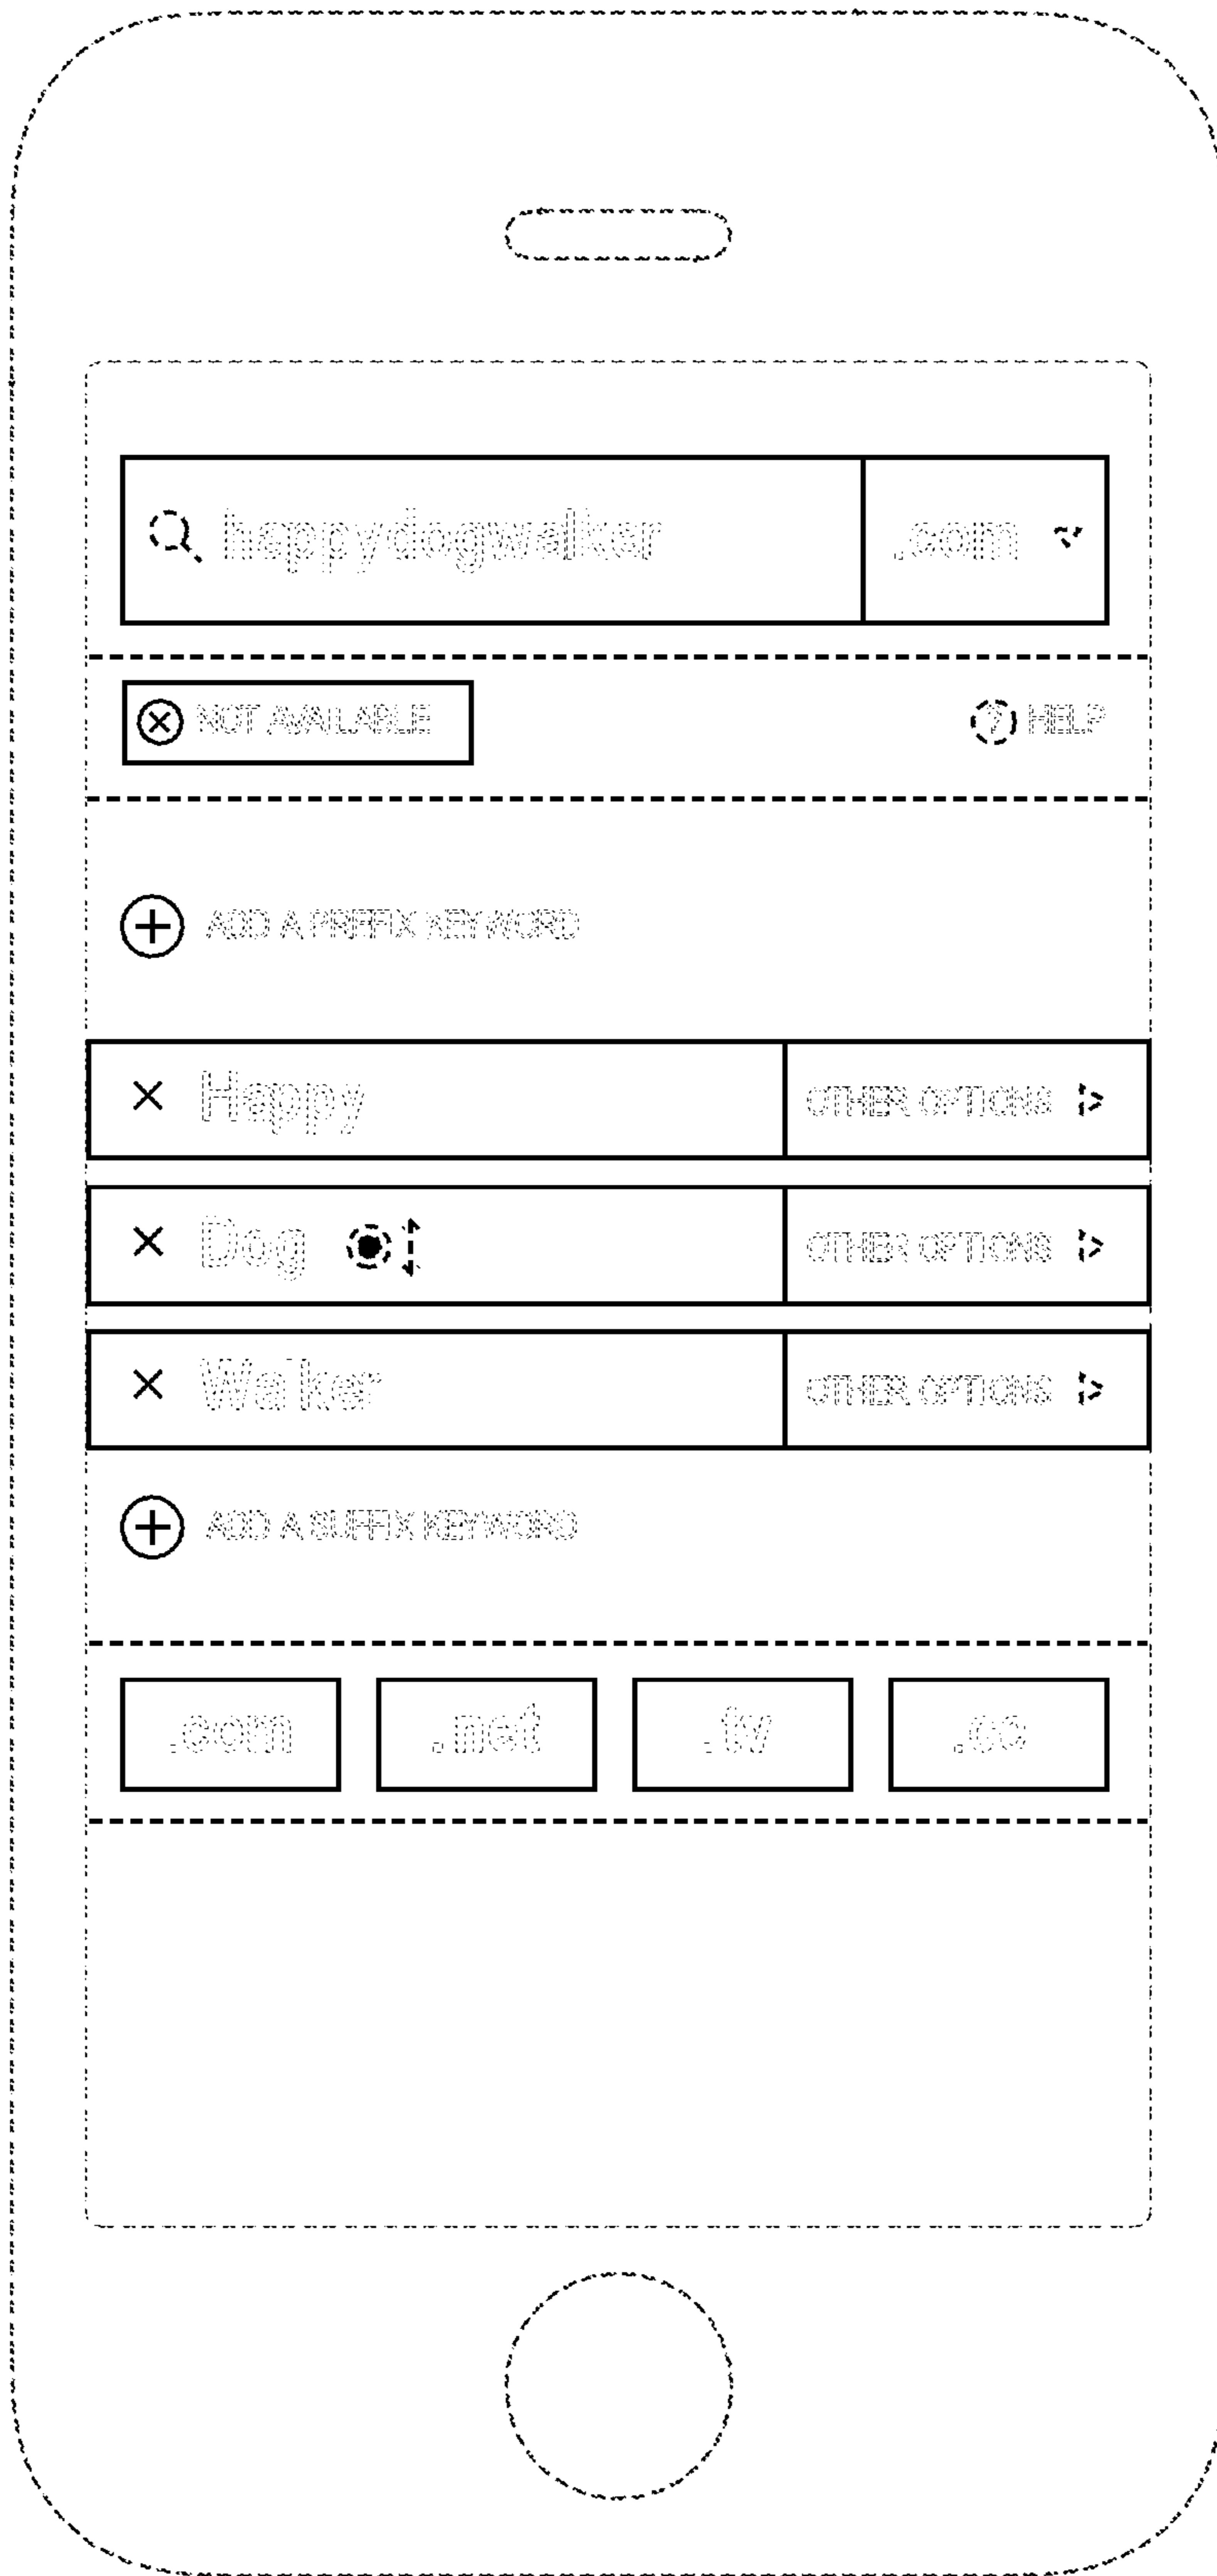 happydogwalker .com
NOT AVAILABLE ? HELP
ADD A PREFIX KEYWORD
Happy OTHER OPTIONS
Dog OTHER OPTIONS
Walker OTHER OPTIONS
ADD A SUFFIX KEYWORD
.com .net .tv .cc